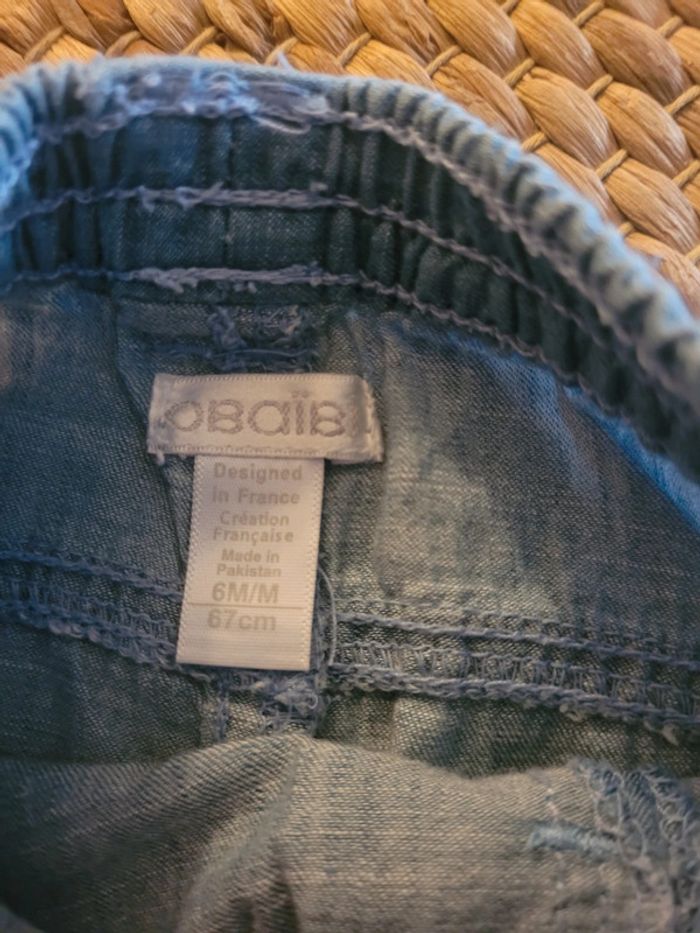 OBAÏBI
Designed
in France
Création
Française
Made in
Pakistan
6M/M
67cm